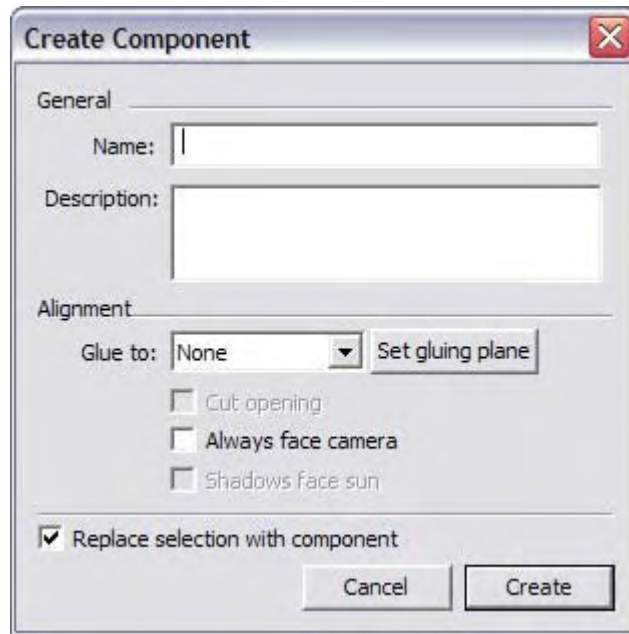 Create Component
General
Name:
Description:
Alignment
Glue to: None Set gluing plane
Cut opening
Always face camera
Shadows face sun
Replace selection with component
Cancel Create